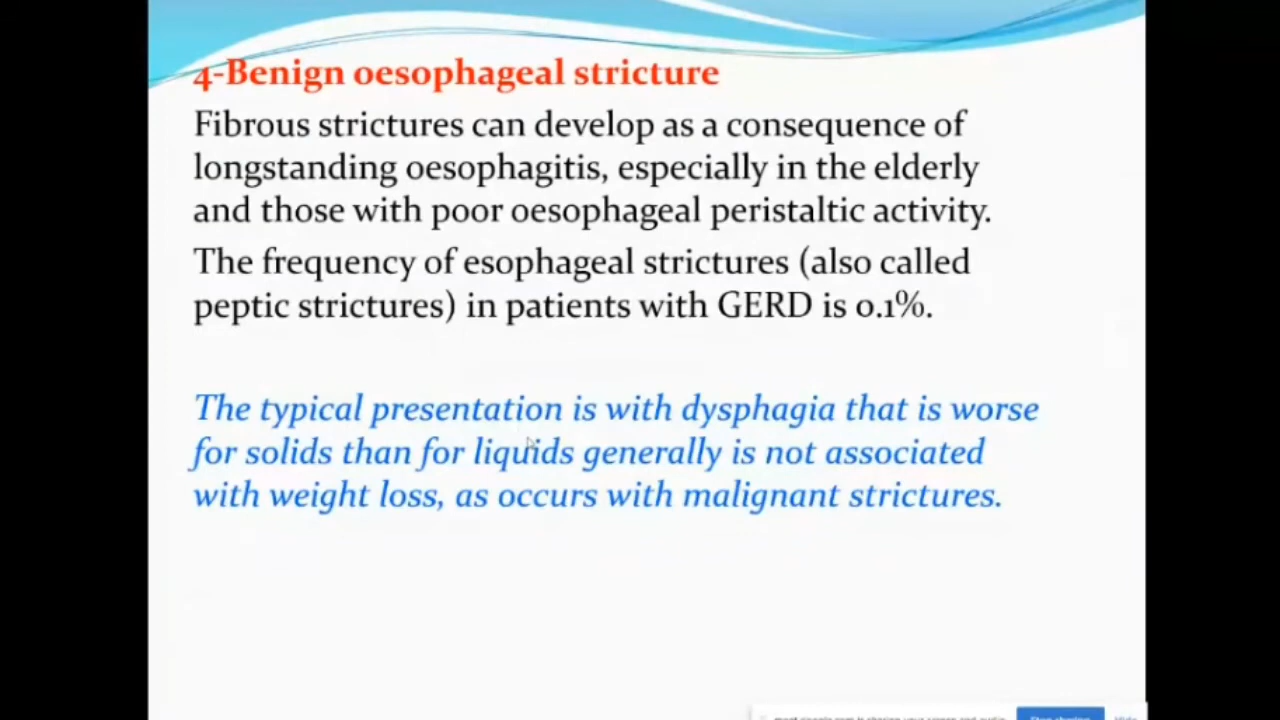 4-Benign oesophageal stricture
Fibrous strictures can develop as a consequence of
longstanding oesophagitis, especially in the elderly
and those with poor oesophageal peristaltic activity.
The frequency of esophageal strictures (also called
peptic strictures) in patients with GERD is 0.1%.
The typical presentation is with dysphagia that is worse
for solids than for liquids generally is not associated
with weight loss, as occurs with malignant strictures.